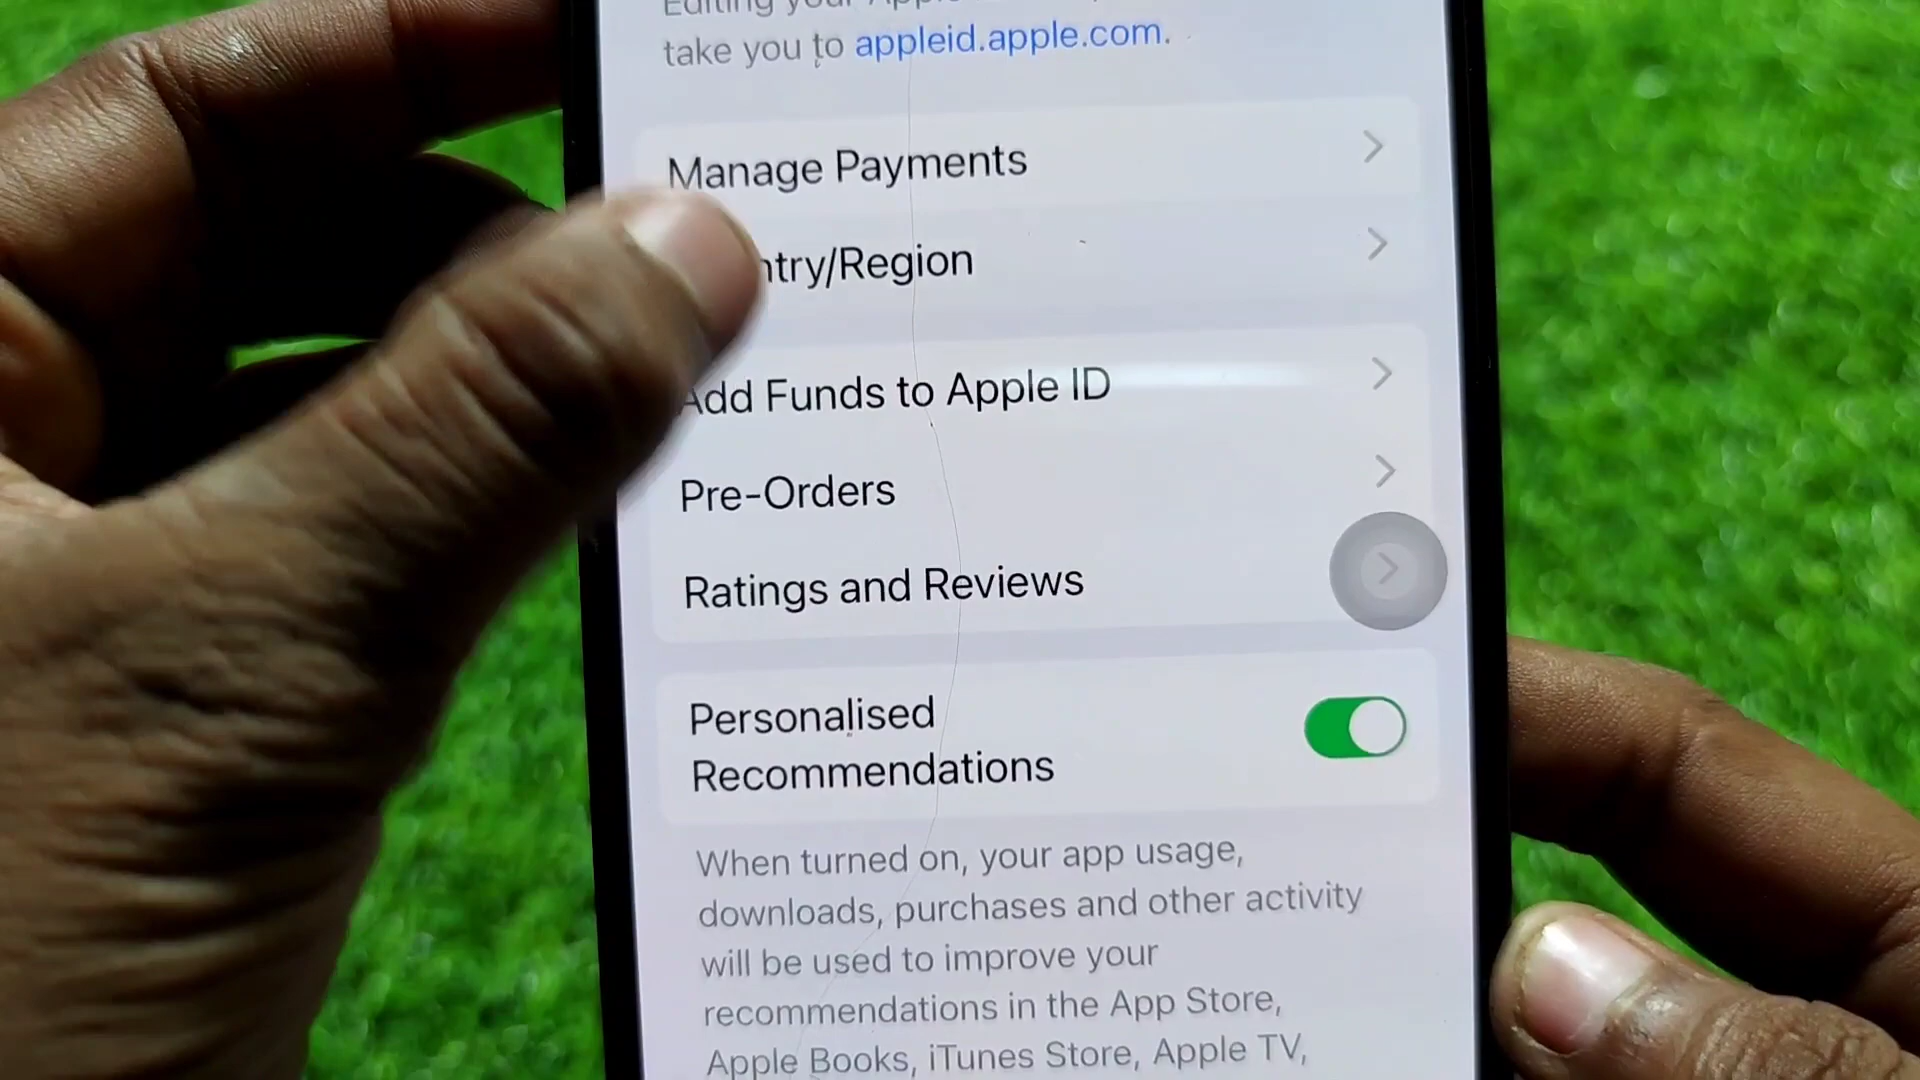 Editing your
take you to appleid.apple.com.
Manage Payments
ntry/Region
Add Funds to Apple ID
Pre-Orders
Ratings and Reviews
Personalised
Recommendations
When turned on, your app usage,
downloads, purchases and other activity
will be used to improve your
recommendations in the App Store,
Apple Books, iTunes Store, Apple TV,